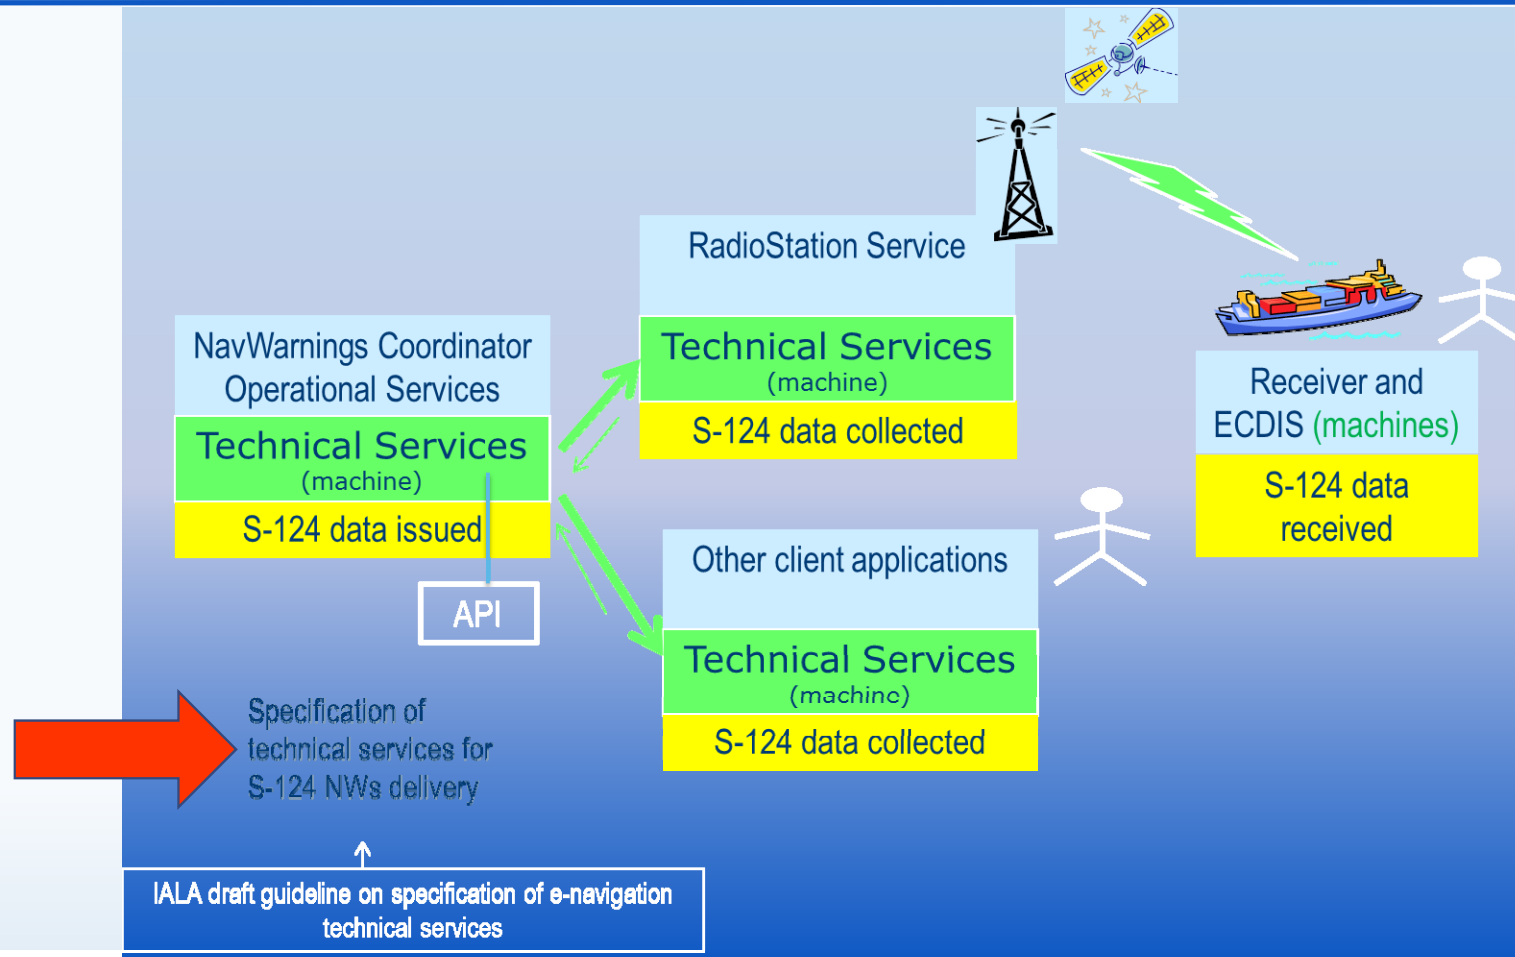 RadioStation Service
Technical Services
(machine)
S-124 data collected
NavWarnings Coordinator
Operational Services
Technical Services
(machine)
S-124 data issued
API
Receiver and
ECDIS (machines)
S-124 data
received
Other client applications
Technical Services
(machine)
S-124 data collected
Specification of
technical services for
S-124 NWs delivery
IALA draft guideline on specification of e-navigation
technical services